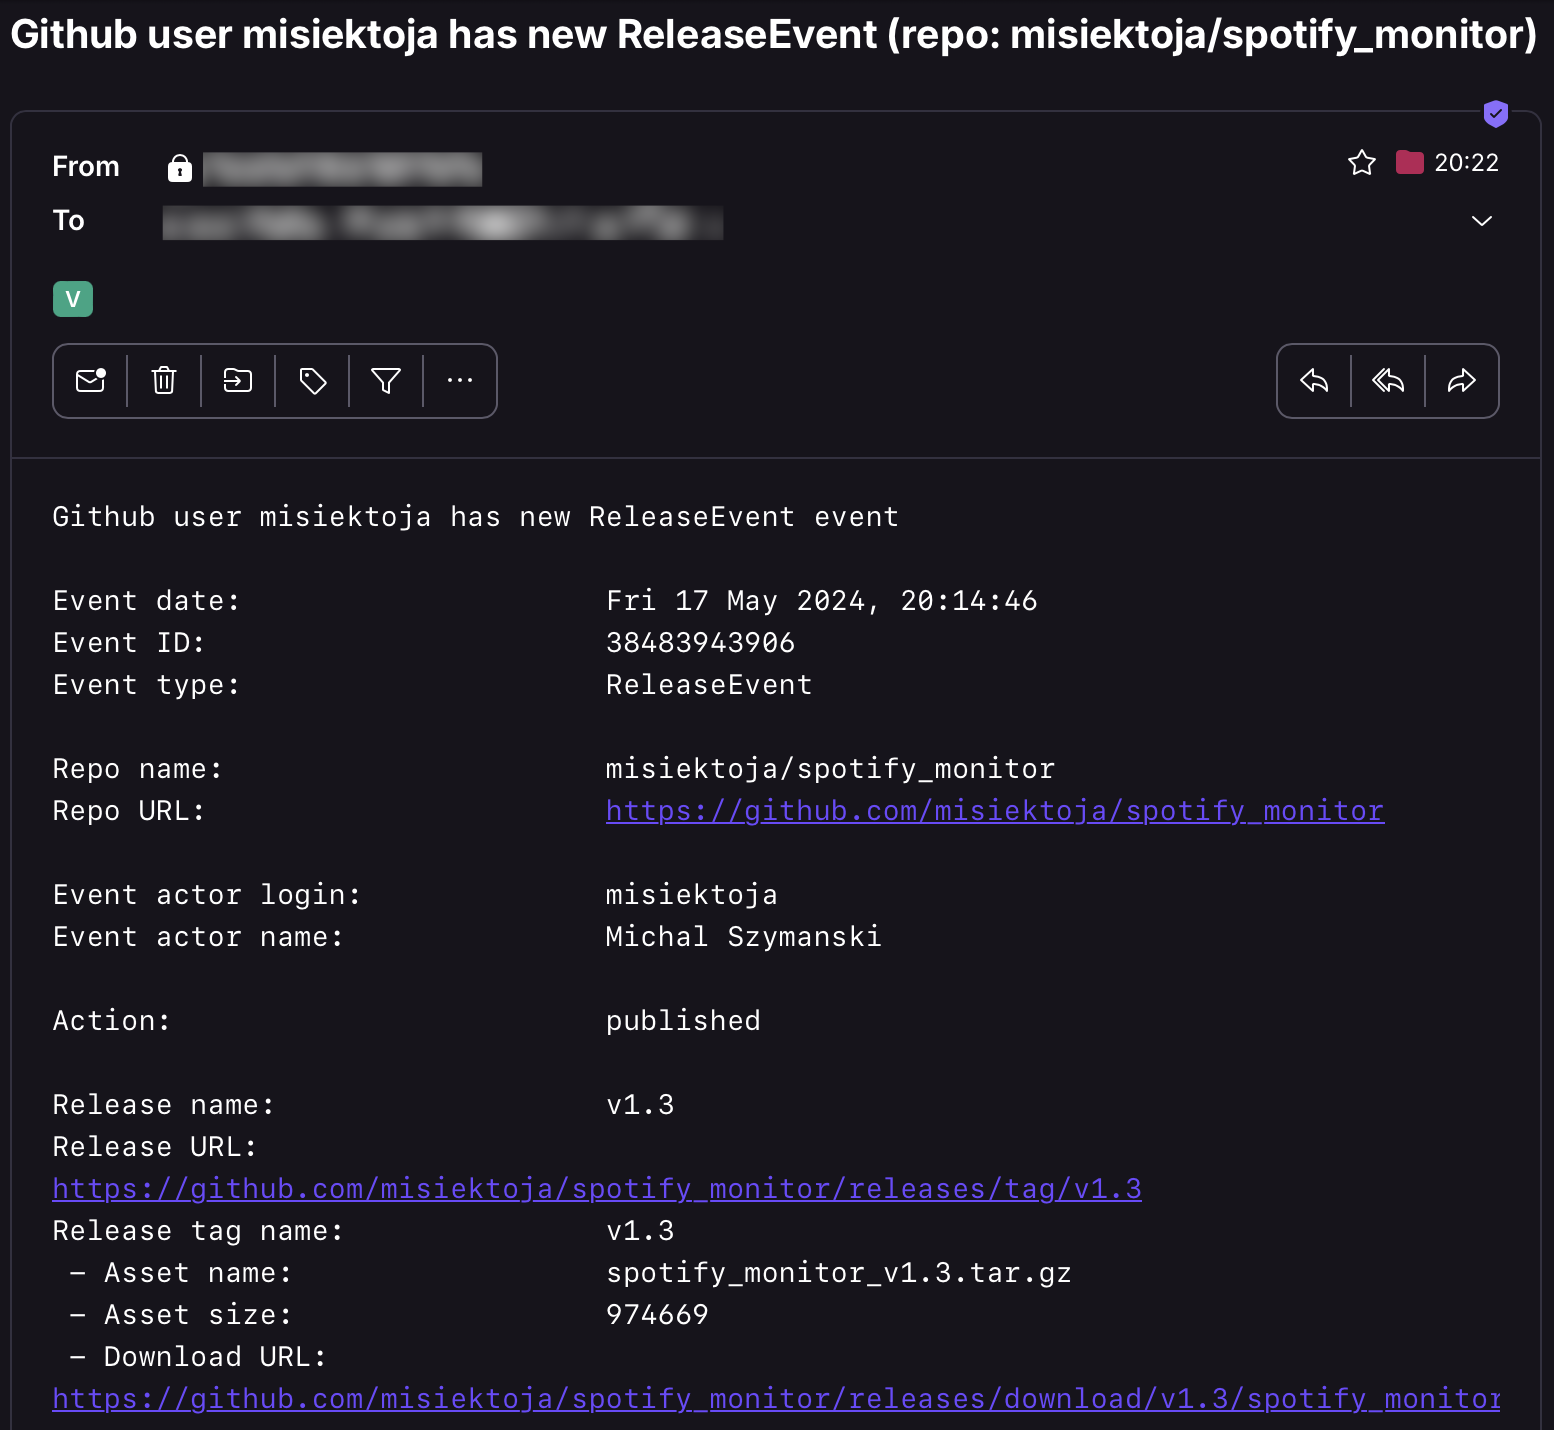 Github user misiektoja has new ReleaseEvent (repo: misiektoja/spotify_monitor)
From
20:22
To
V
Github user misiektoja has new ReleaseEvent event
Event date: Fri 17 May 2024, 20:14:46
Event ID: 38483943906
Event type: ReleaseEvent
Repo name: misiektoja/spotify_monitor
Repo URL: https://github.com/misiektoja/spotify_monitor
Event actor login: misiektoja
Event actor name: Michal Szymanski
Action: published
Release name: v1.3
Release URL:
https://github.com/misiektoja/spotify_monitor/releases/tag/v1.3
Release tag name: v1.3
– Asset name: spotify_monitor_v1.3.tar.gz
– Asset size: 974669
– Download URL:
https://github.com/misiektoja/spotify_monitor/releases/download/v1.3/spotify_monitor